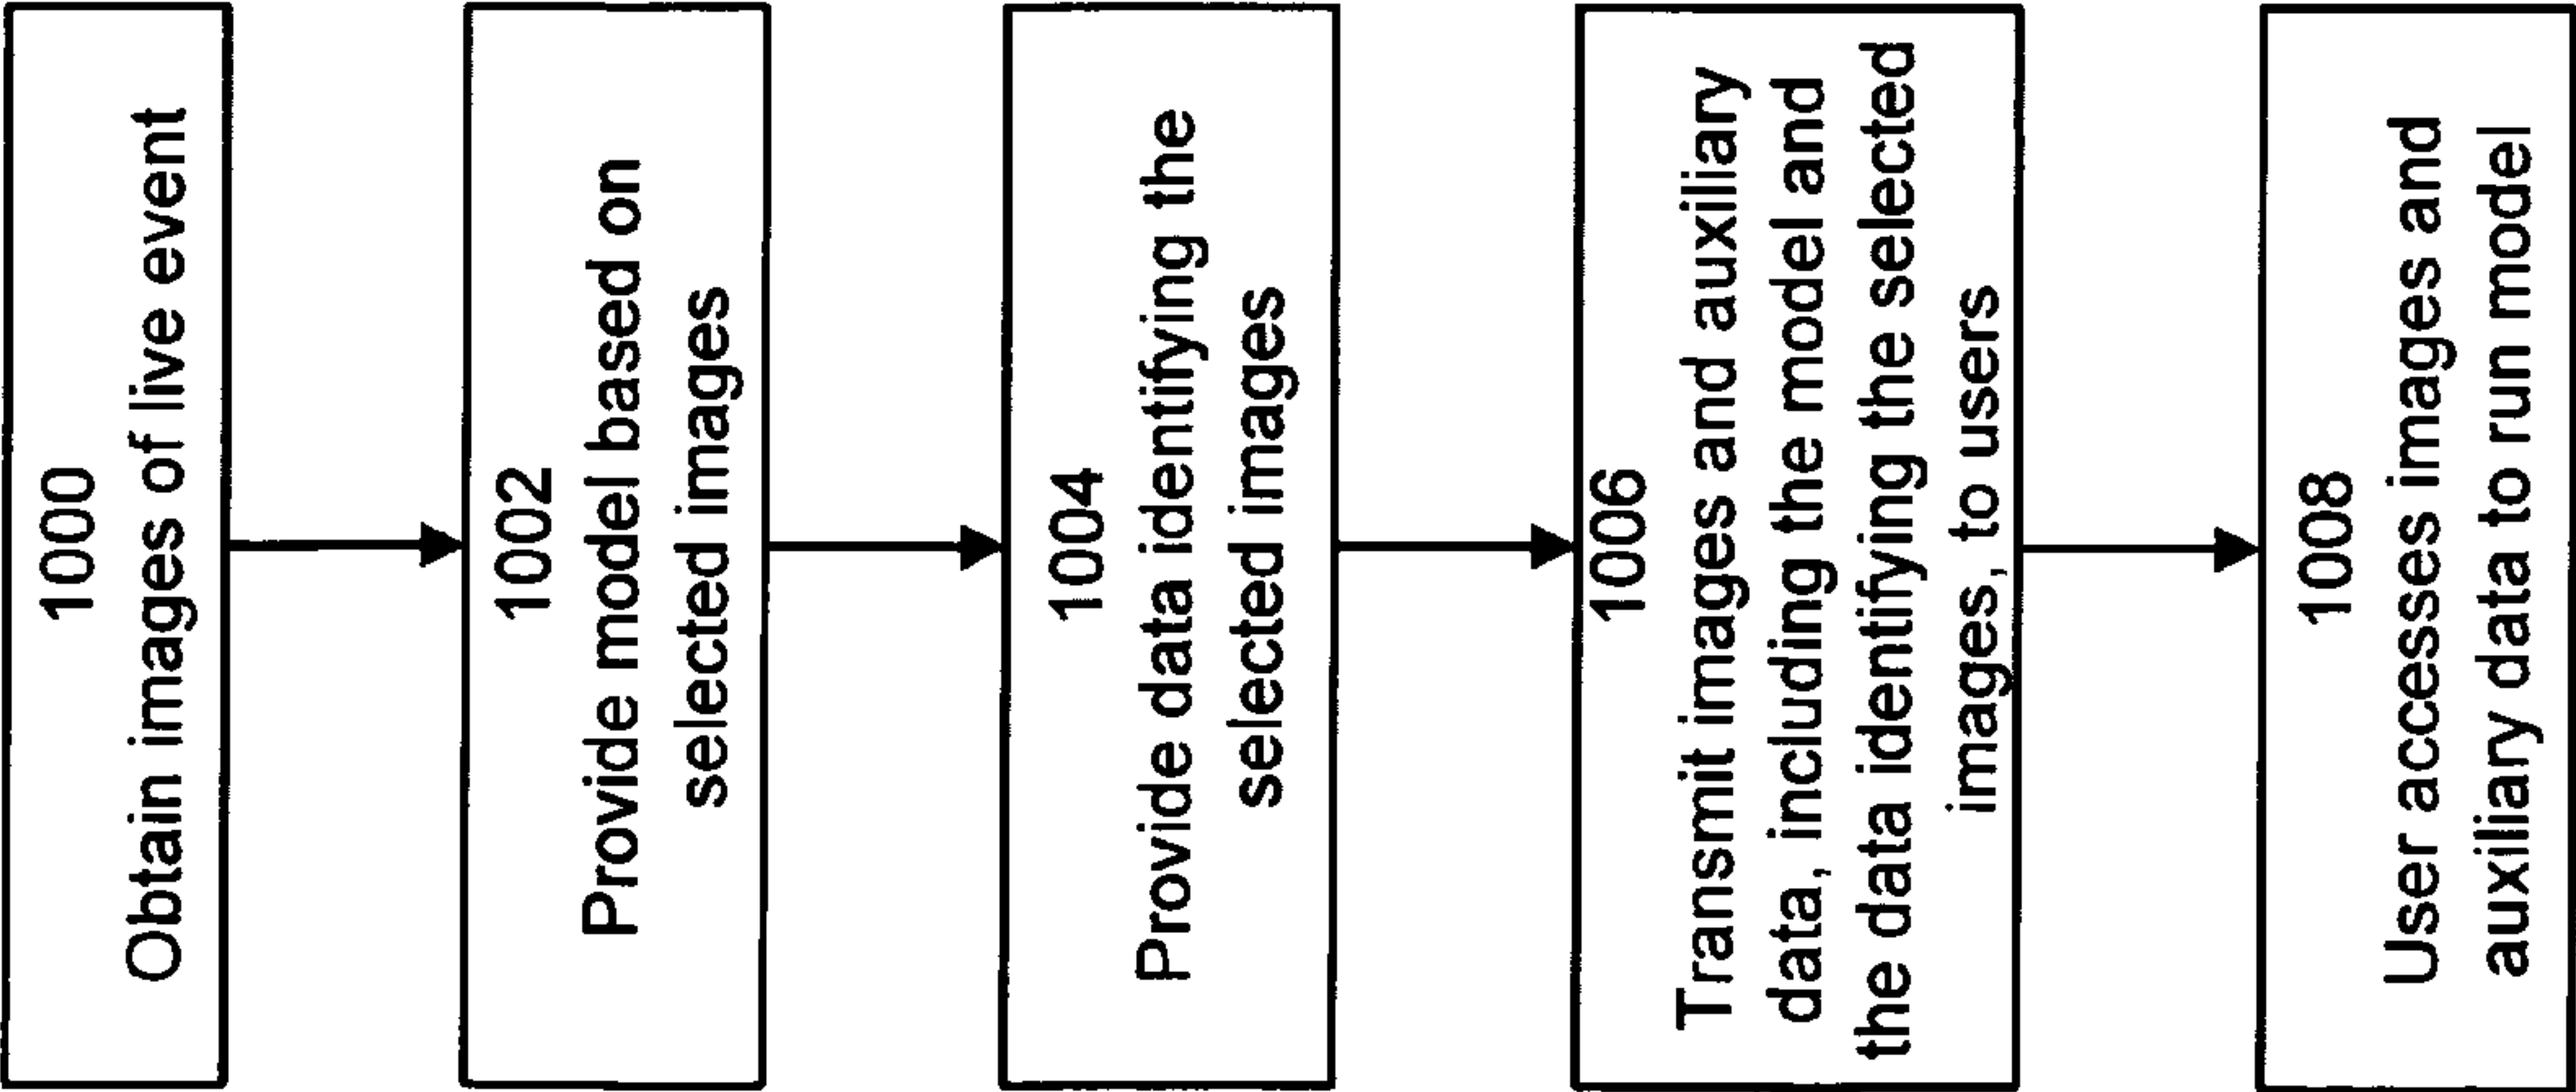 1000
Obtain images of live event
1002
Provide model based on
selected images
1004
Provide data identifying the
selected images
1006
Transmit images and auxiliary
data, including the model and
the data identifying the selected
images, to users
1008
User accesses images and
auxiliary data to run model